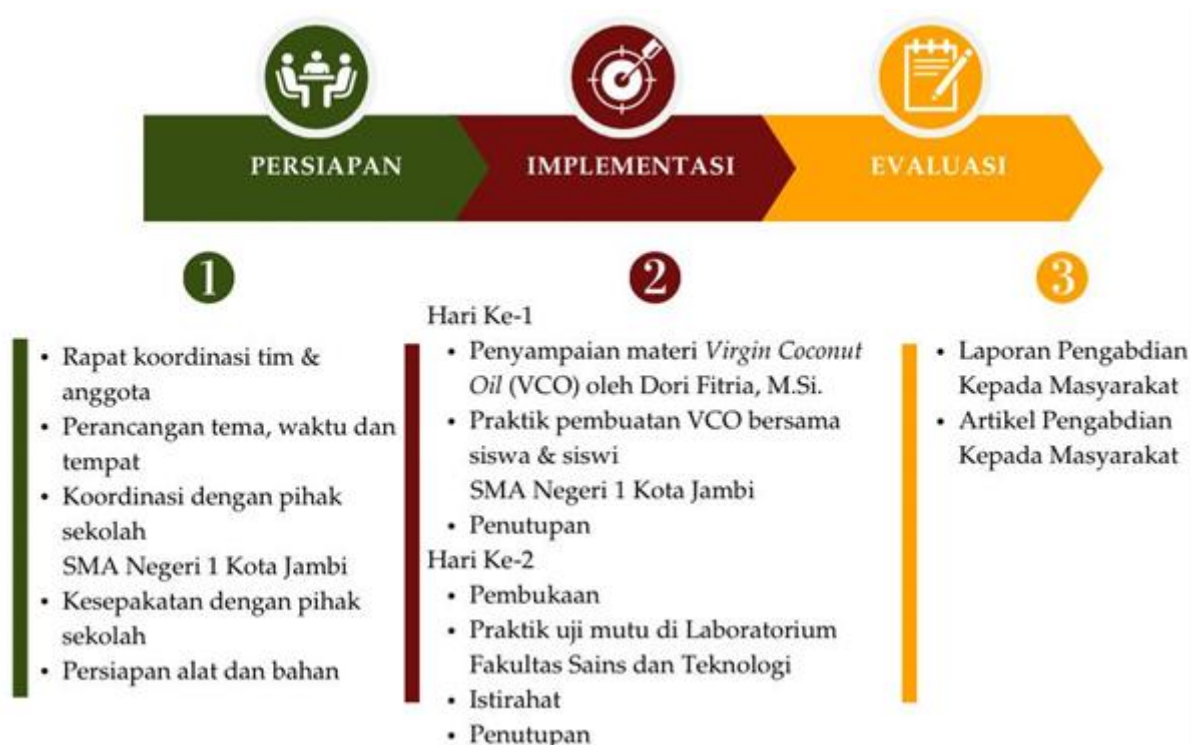 PERSIAPAN
IMPLEMENTASI
EVALUASI
1
• Rapat koordinasi tim &
anggota
• Perancangan tema, waktu dan
tempat
• Koordinasi dengan pihak
sekolah
SMA Negeri 1 Kota Jambi
• Kesepakatan dengan pihak
sekolah
• Persiapan alat dan bahan
2
Hari Ke-1
• Penyampaian materi Virgin Coconut
Oil (VCO) oleh Dori Fitria, M.Si.
• Praktik pembuatan VCO bersama
siswa & siswi
SMA Negeri 1 Kota Jambi
• Penutupan
Hari Ke-2
• Pembukaan
• Praktik uji mutu di Laboratorium
Fakultas Sains dan Teknologi
• Istirahat
• Penutupan
3
• Laporan Pengabdian
Kepada Masyarakat
• Artikel Pengabdian
Kepada Masyarakat